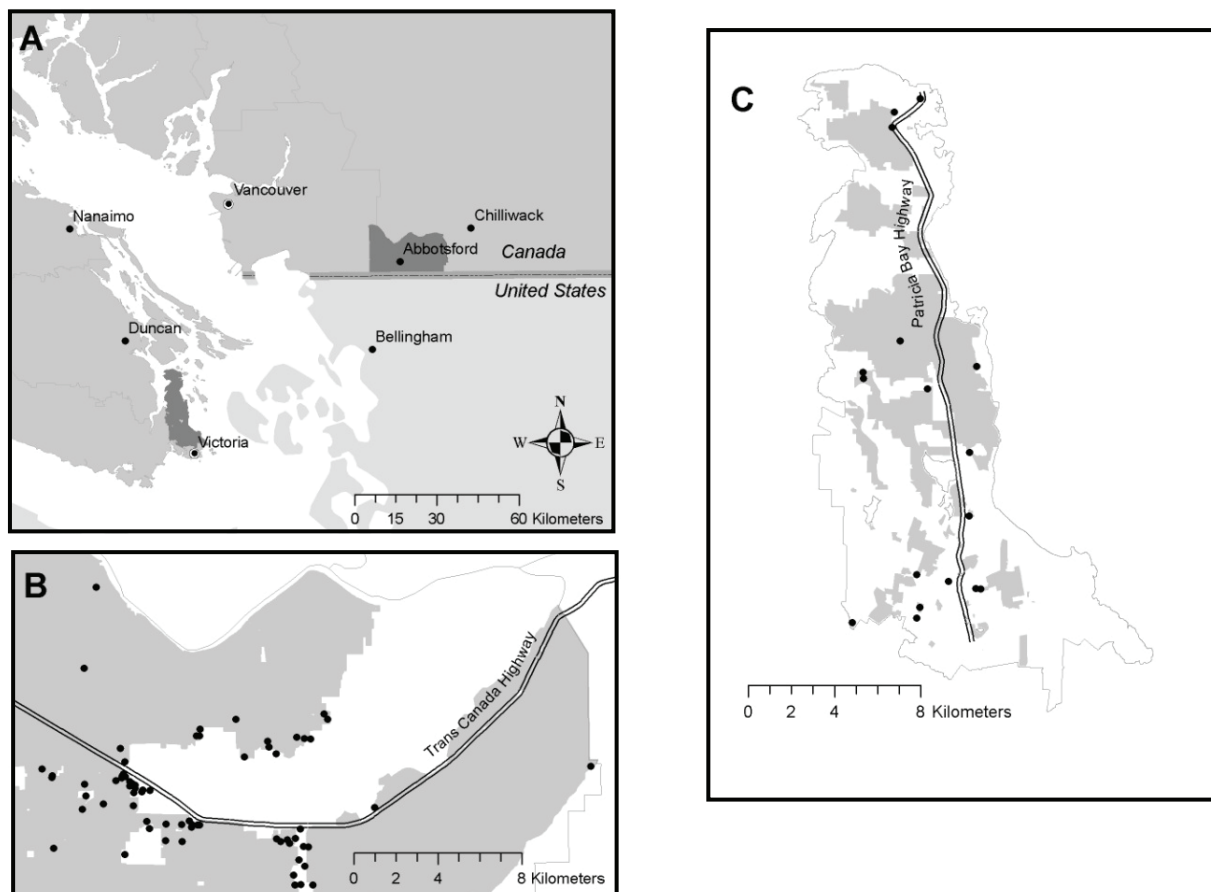 A
Vancouver
Nanaimo
Chilliwack
Abbotsford
Canada
United States
Duncan
Bellingham
Victoria
N
W E
S
0 15 30 60 Kilometers
B
Trans Canada Highway
0 2 4 8 Kilometers
C
Patricia Bay Highway
0 2 4 8 Kilometers